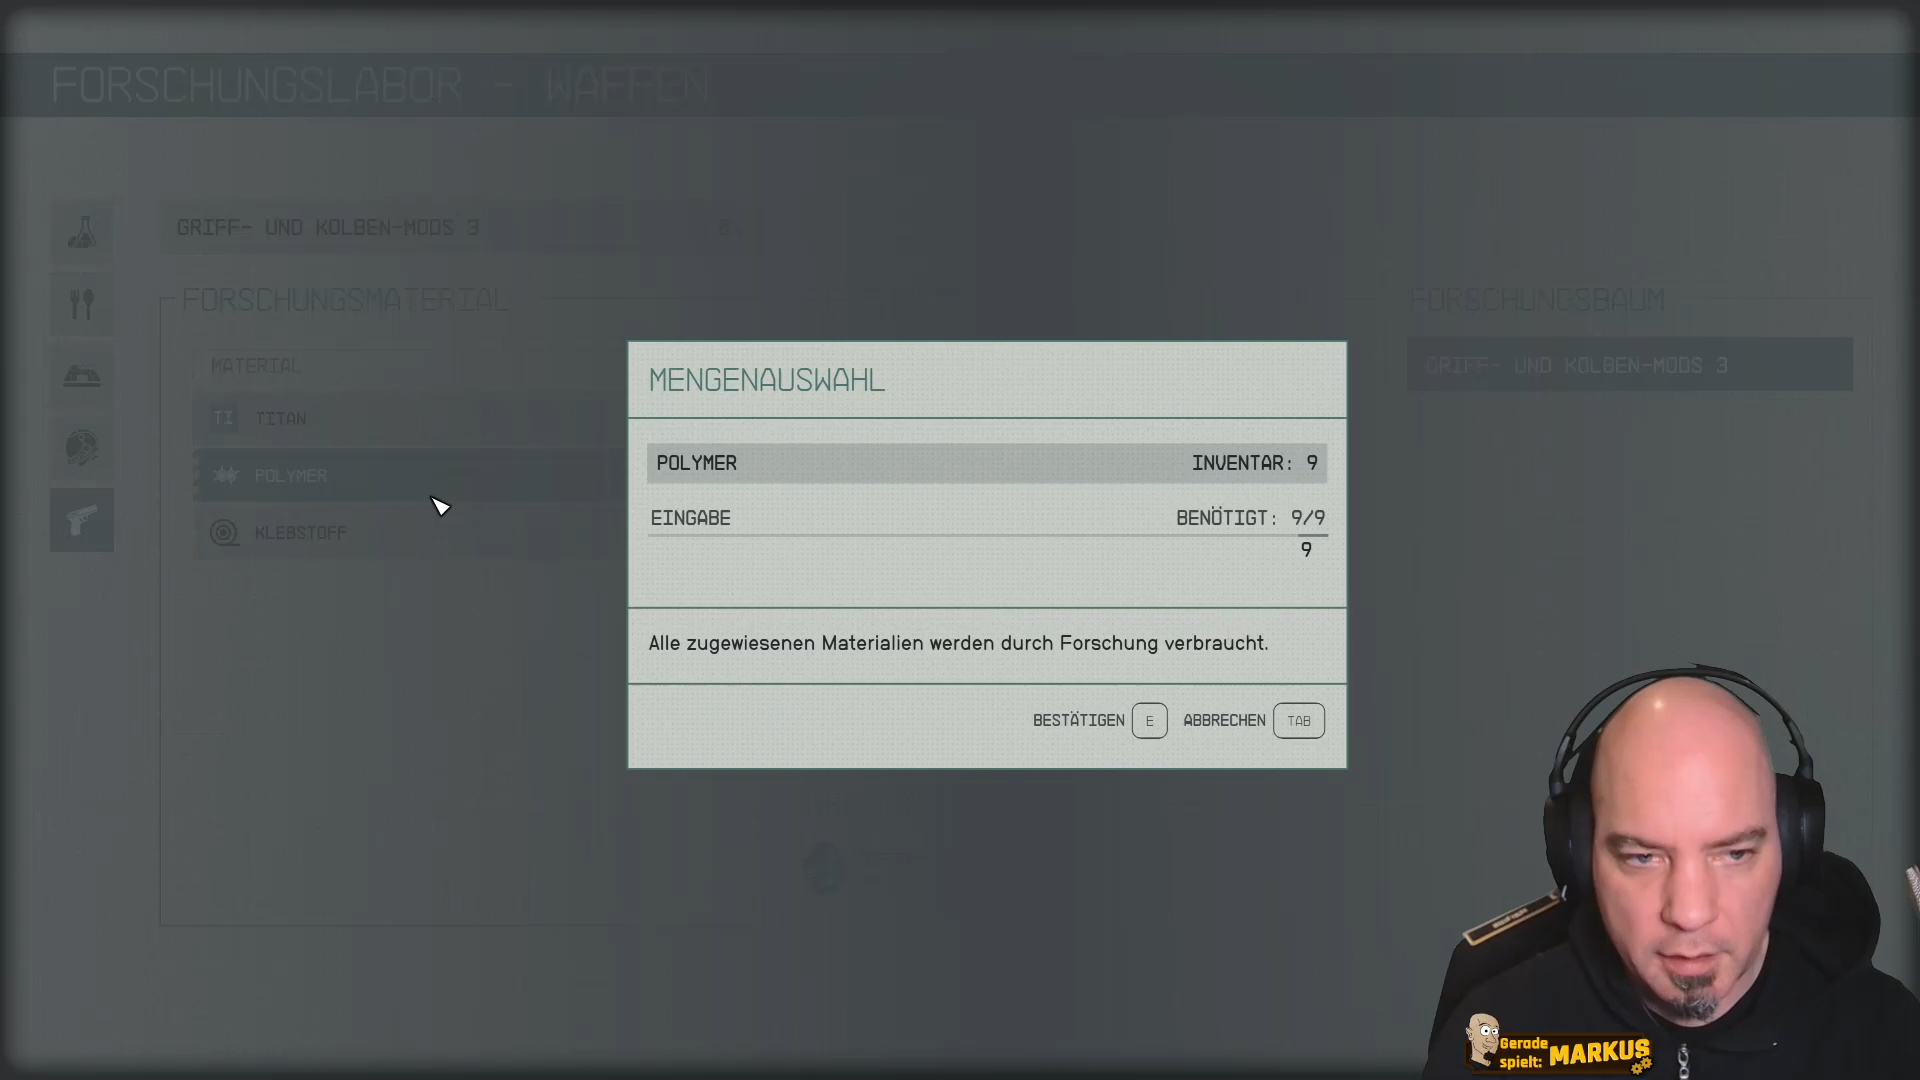 FORSCHUNGSLABOR - WAFFEN
GRIFF- UND KOLBEN-MODS 3
FORSCHUNGSMATERIAL
MATERIAL
TI TITAN
POLYMER
KLEBSTOFF
FORSCHUNGSBAUM
GRIFF- UND KOLBEN-MODS 3
MENGENAUSWAHL
POLYMER INVENTAR: 9
EINGABE BENÖTIGT: 9/9
9
Alle zugewiesenen Materialien werden durch Forschung verbraucht.
BESTÄTIGEN E ABBRECHEN TAB
Gerade
spielt: MARKUS